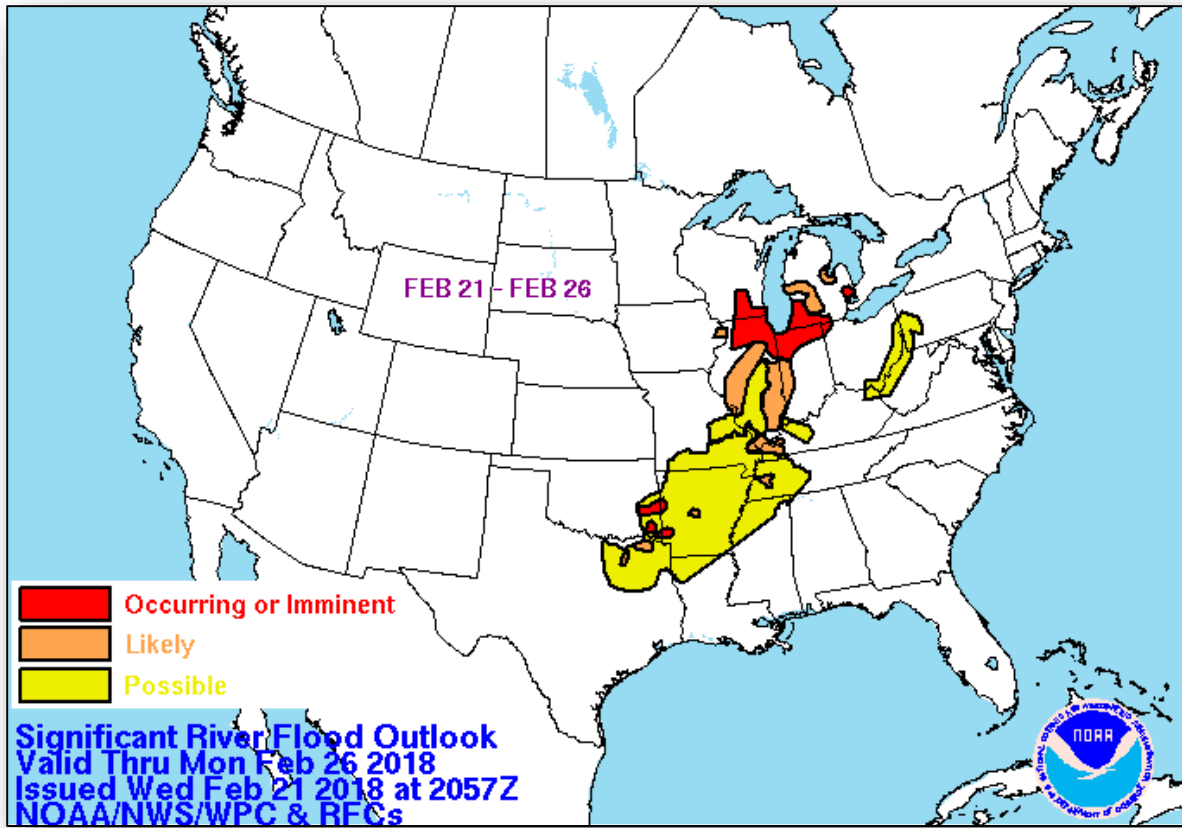 FEB 21 - FEB 26
Occurring or Imminent
Likely
Possible
Significant River Flood Outlook
Valid Thru Mon Feb 26 2018
Issued Wed Feb 21 2018 at 2057Z
NOAA/NWS/WPC & RFCs
NOAA